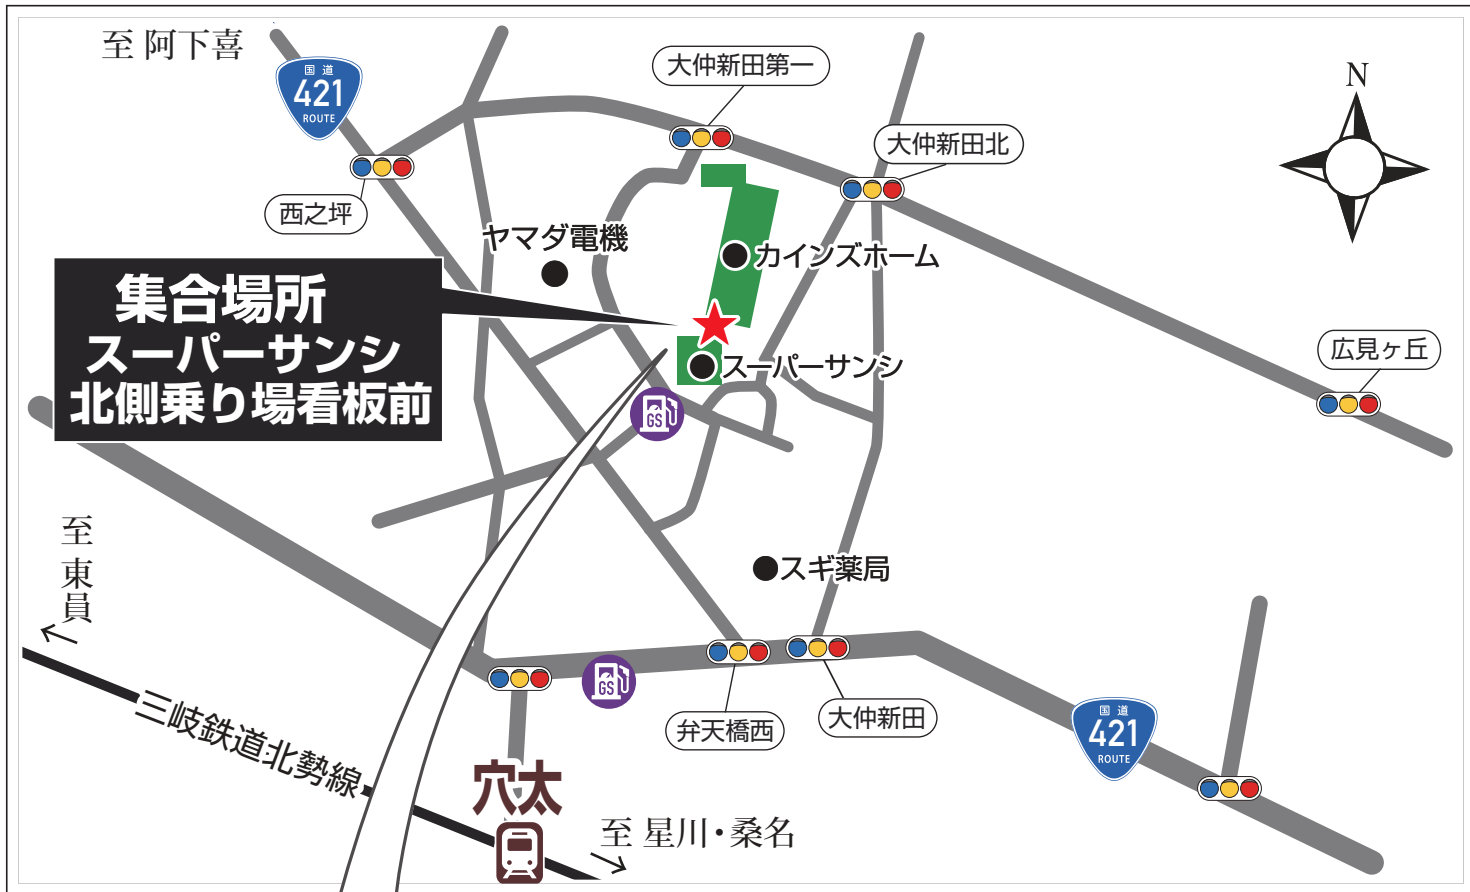 至 阿下喜
国道
421
ROUTE
大仲新田第一
N
大仲新田北
西之坪
ヤマダ電機
カインズホーム
集合場所
スーパーサンシ
北側乗り場看板前
スーパーサンシ
広見ヶ丘
GS
至 東員
スギ薬局
GS
三岐鉄道北勢線
弁天橋西
大仲新田
国道
421
ROUTE
穴太
至 星川・桑名